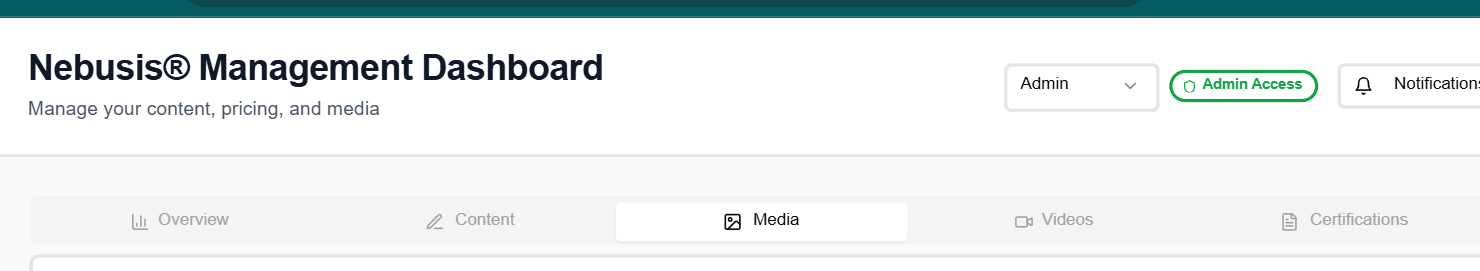 Nebusis® Management Dashboard
Manage your content, pricing, and media
Admin
Admin Access
Notifications
Overview
Content
Media
Videos
Certifications